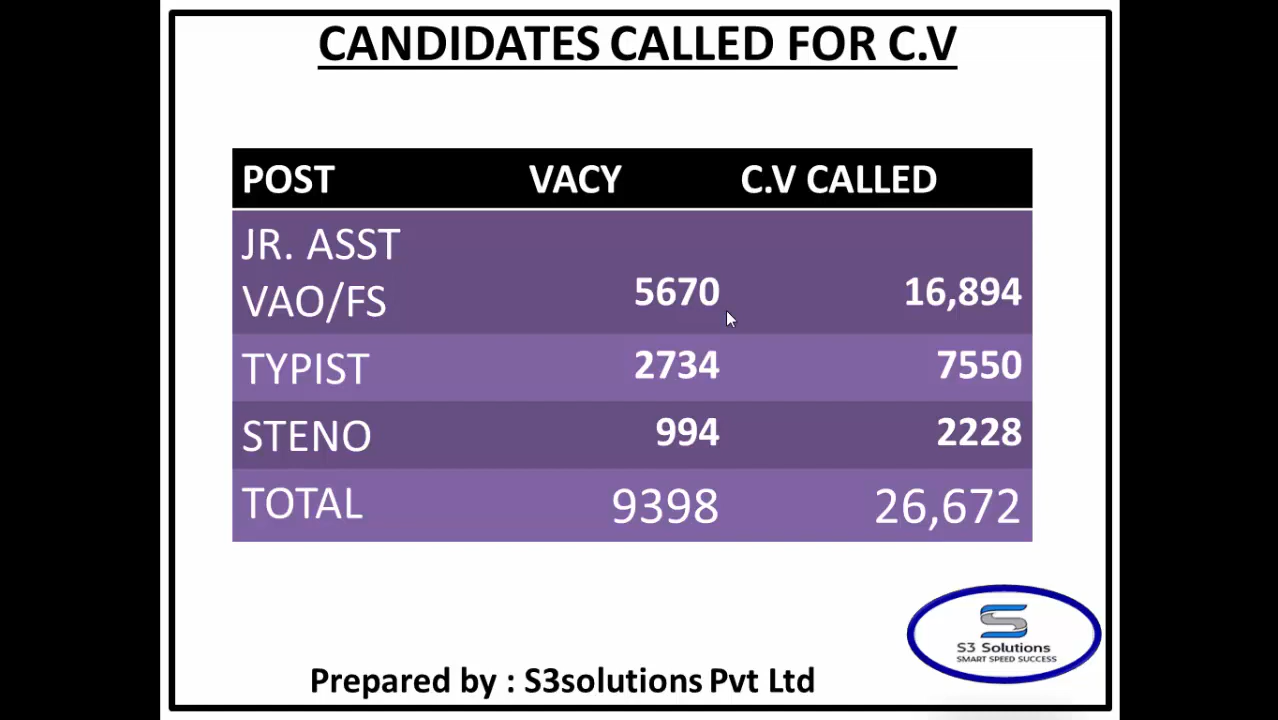 CANDIDATES CALLED FOR C.V
POST VACY C.V CALLED
JR. ASST
VAO/FS 5670 16,894
TYPIST 2734 7550
STENO 994 2228
TOTAL 9398 26,672
S3 Solutions
SMART SPEED SUCCESS
Prepared by : S3solutions Pvt Ltd